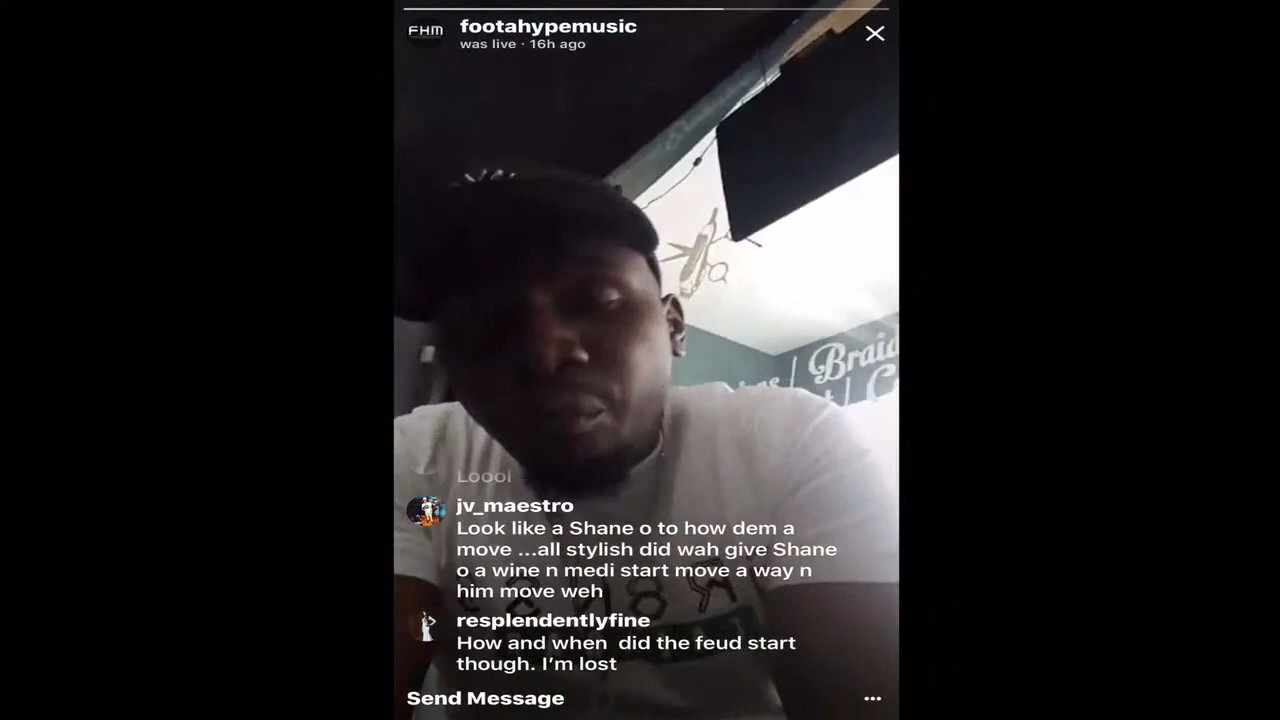 FHM
footahypemusic
was live · 16h ago
Braid
Loool
jv_maestro
Look like a Shane o to how dem a
move ...all stylish did wah give Shane
o a wine n medi start move a way n
him move weh
resplendentlyfine
How and when did the feud start
though. I'm lost
Send Message